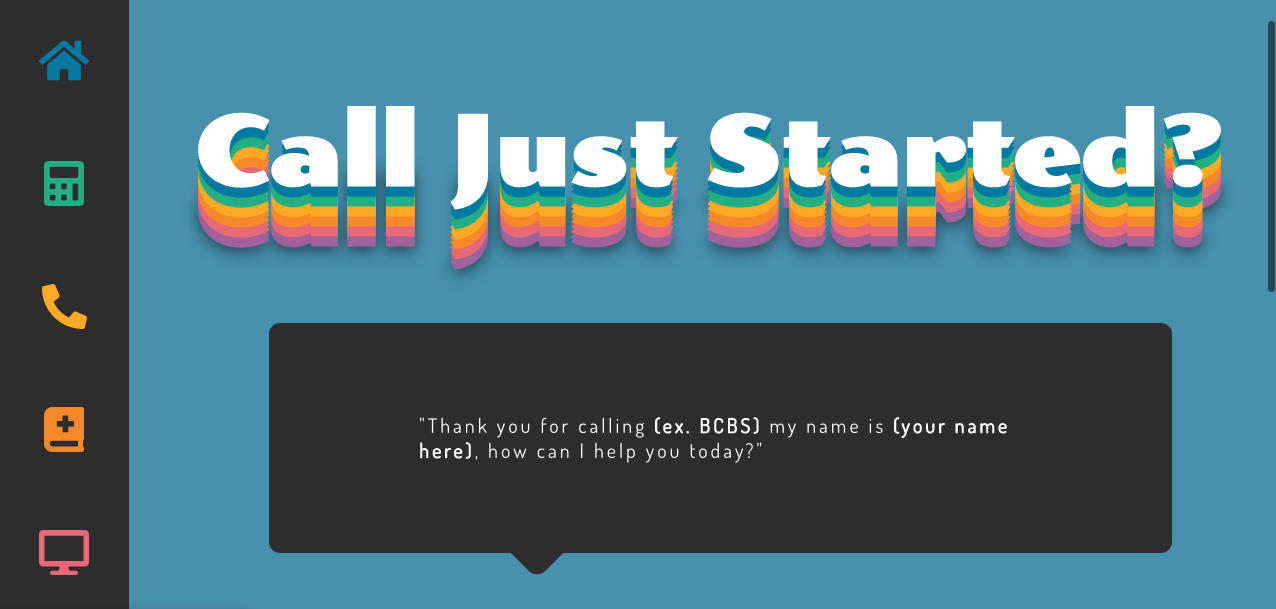 Call Just Started?
"Thank you for calling (ex. BCBS) my name is (your name
here), how can I help you today?"